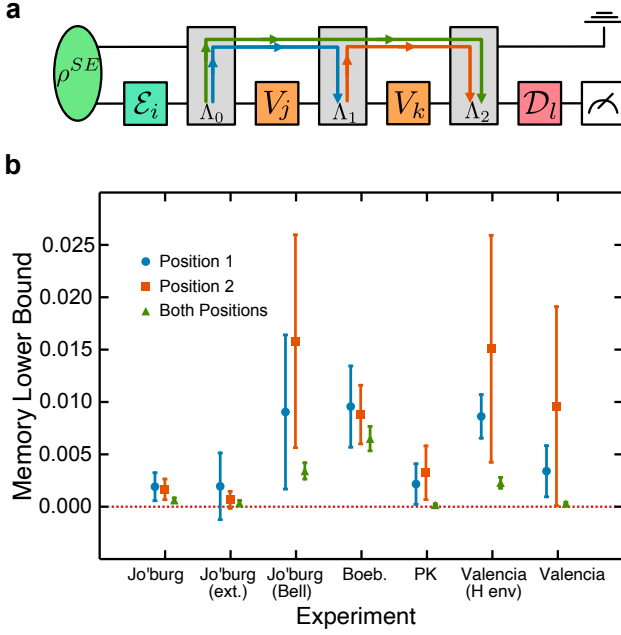 a
ρ^{SE}
ℰ_i
Λ_0
V_j
Λ_1
V_k
Λ_2
𝒟_l
b
Memory Lower Bound
0.025
0.020
0.015
0.010
0.005
0.000
Position 1
Position 2
Both Positions
Jo'burg
Jo'burg
(ext.)
Jo'burg
(Bell)
Boeb.
PK
Valencia
(H env)
Valencia
Experiment